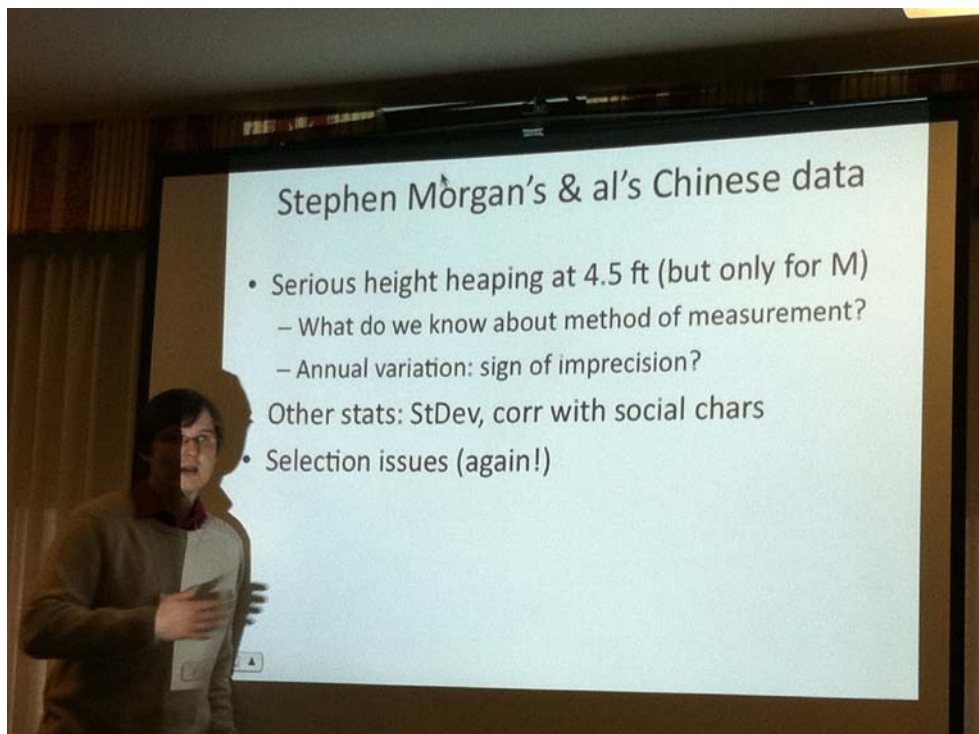 Stephen Morgan's & al's Chinese data
• Serious height heaping at 4.5 ft (but only for M)
– What do we know about method of measurement?
– Annual variation: sign of imprecision?
Other stats: StDev, corr with social chars
• Selection issues (again!)